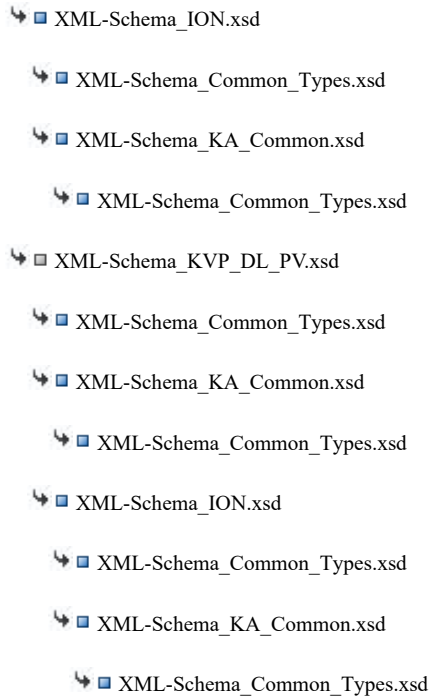 XML-Schema_ION.xsd
XML-Schema_Common_Types.xsd
XML-Schema_KA_Common.xsd
XML-Schema_Common_Types.xsd
XML-Schema_KVP_DL_PV.xsd
XML-Schema_Common_Types.xsd
XML-Schema_KA_Common.xsd
XML-Schema_Common_Types.xsd
XML-Schema_ION.xsd
XML-Schema_Common_Types.xsd
XML-Schema_KA_Common.xsd
XML-Schema_Common_Types.xsd